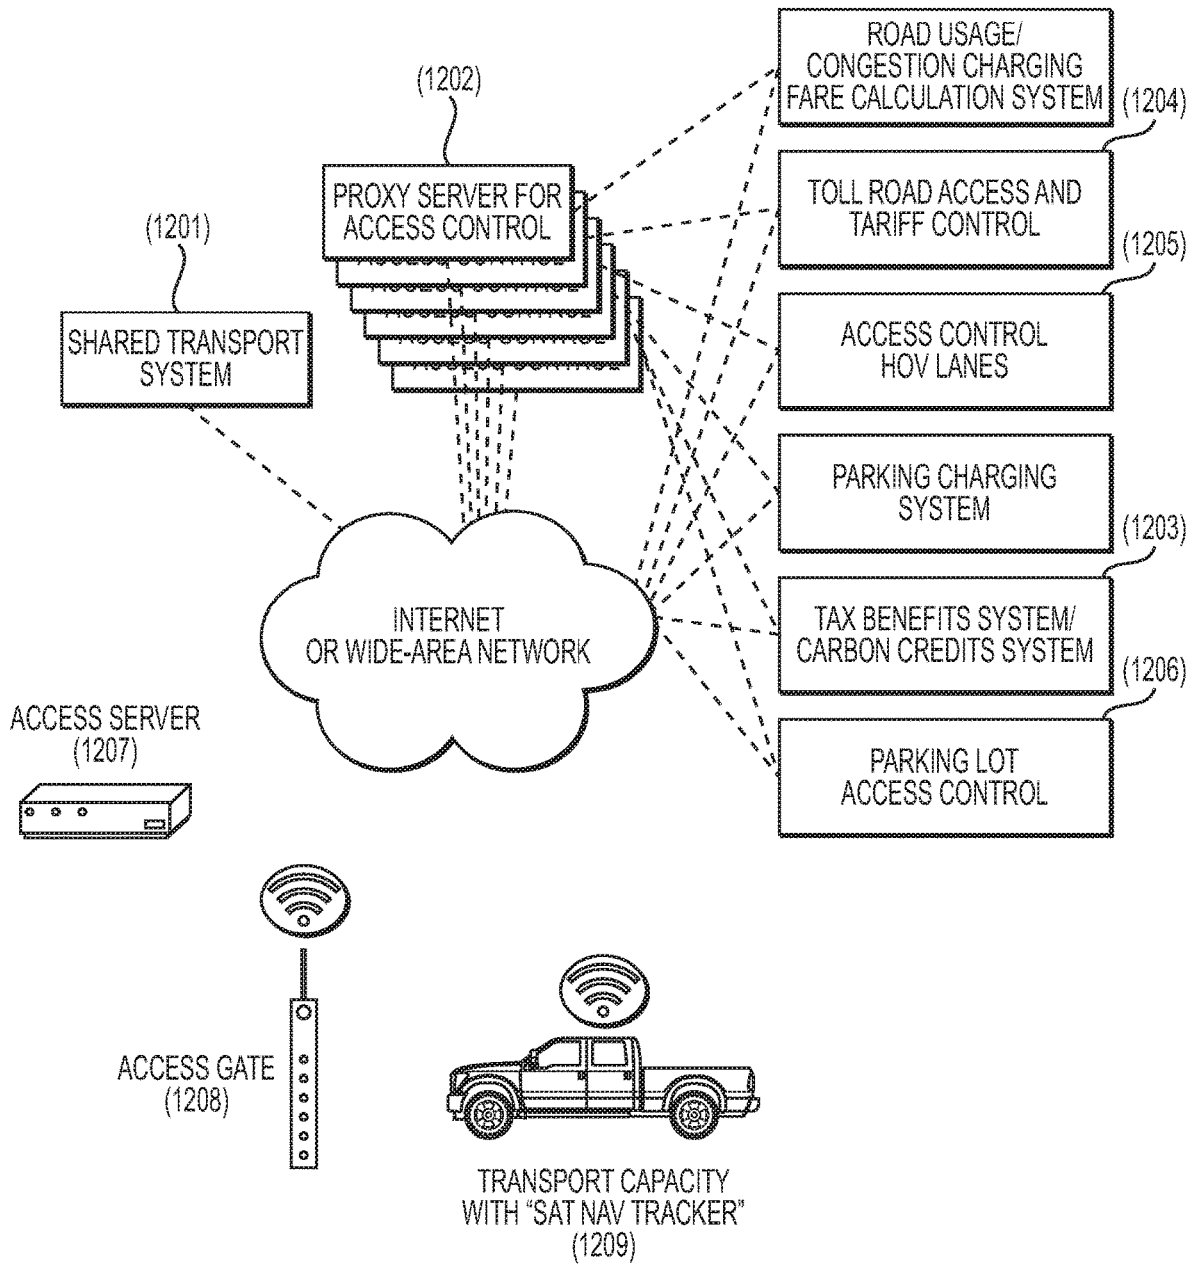 ROAD USAGE/
CONGESTION CHARGING
FARE CALCULATION SYSTEM
(1202)
(1204)
PROXY SERVER FOR
ACCESS CONTROL
TOLL ROAD ACCESS AND
TARIFF CONTROL
(1201)
(1205)
SHARED TRANSPORT
SYSTEM
ACCESS CONTROL
HOV LANES
PARKING CHARGING
SYSTEM
(1203)
INTERNET
OR WIDE-AREA NETWORK
TAX BENEFITS SYSTEM/
CARBON CREDITS SYSTEM
(1206)
ACCESS SERVER
(1207)
PARKING LOT
ACCESS CONTROL
ACCESS GATE
(1208)
TRANSPORT CAPACITY
WITH "SAT NAV TRACKER"
(1209)